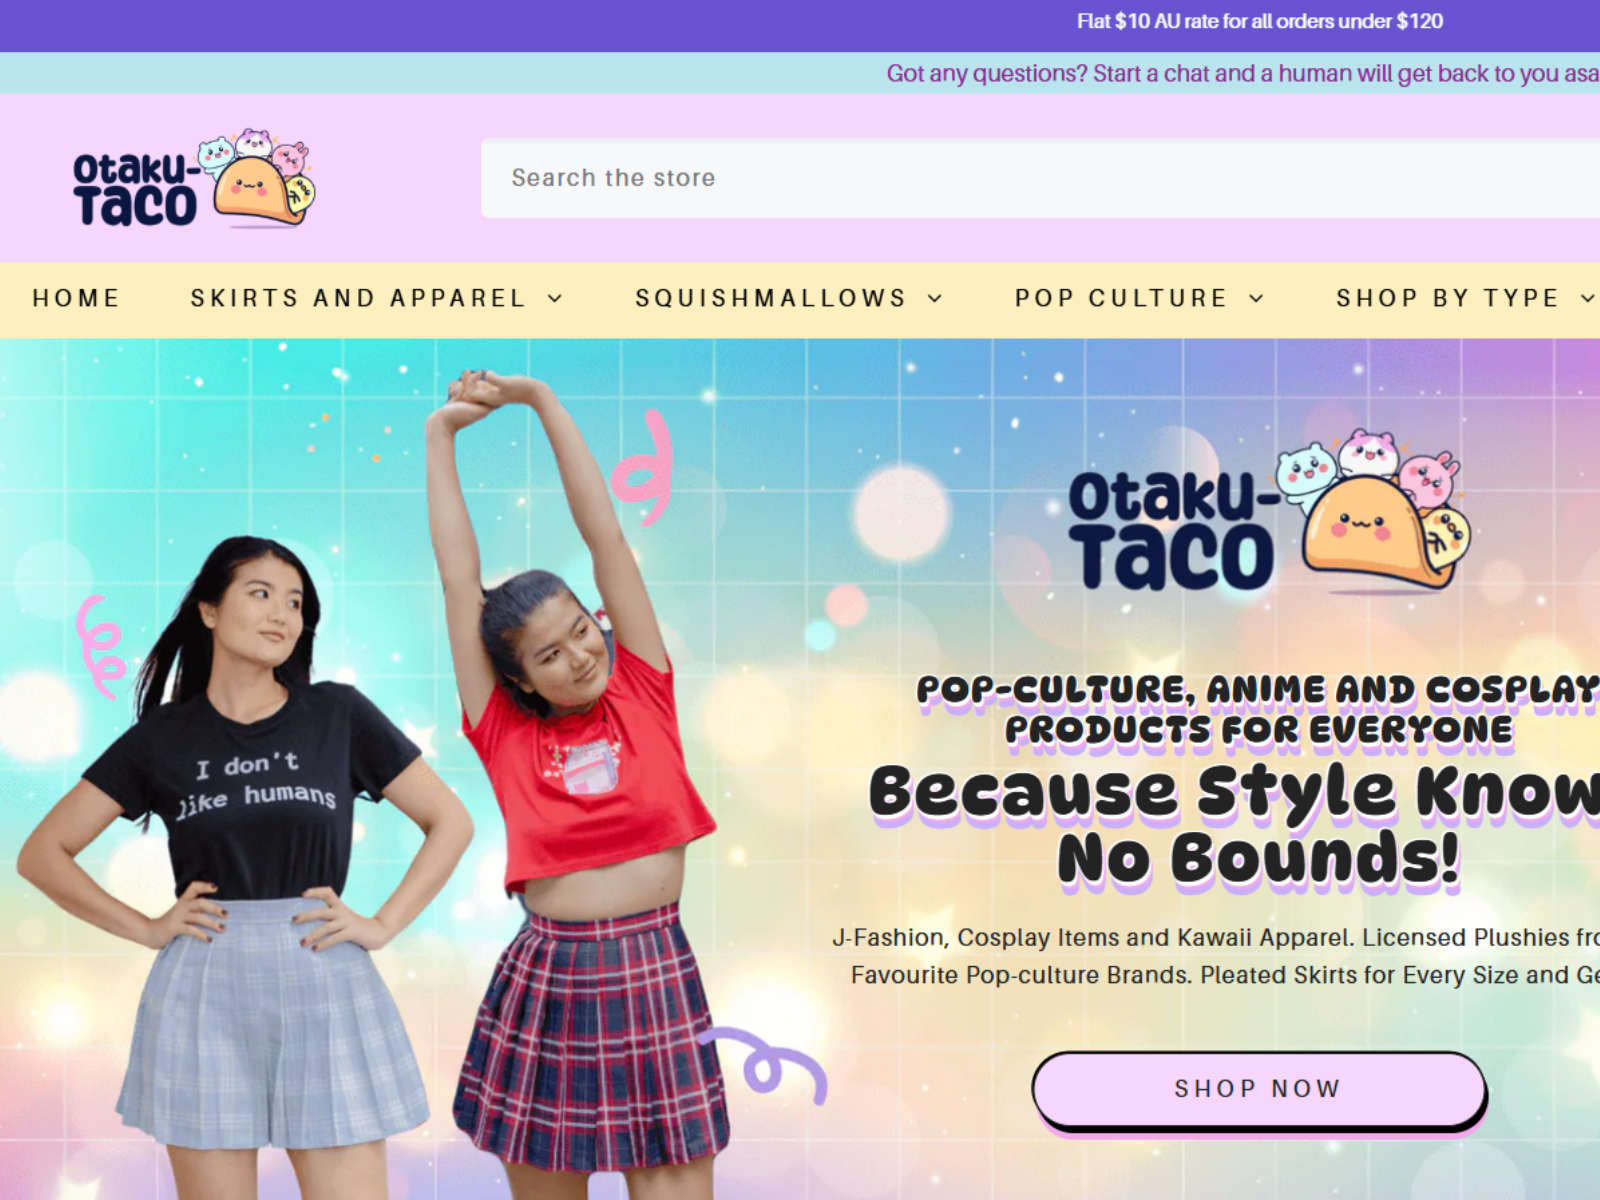 Flat $10 AU rate for all orders under $120
Got any questions? Start a chat and a human will get back to you asa
Otaku-
TACO
Search the store
HOME
SKIRTS AND APPAREL
SQUISHMALLOWS
POP CULTURE
SHOP BY TYPE
Otaku-
TACO
POP-CULTURE, ANIME AND COSPLAY
PRODUCTS FOR EVERYONE
Because Style Know
No Bounds!
I don't
like humans
J-Fashion, Cosplay Items and Kawaii Apparel. Licensed Plushies fro
Favourite Pop-culture Brands. Pleated Skirts for Every Size and Ge
SHOP NOW